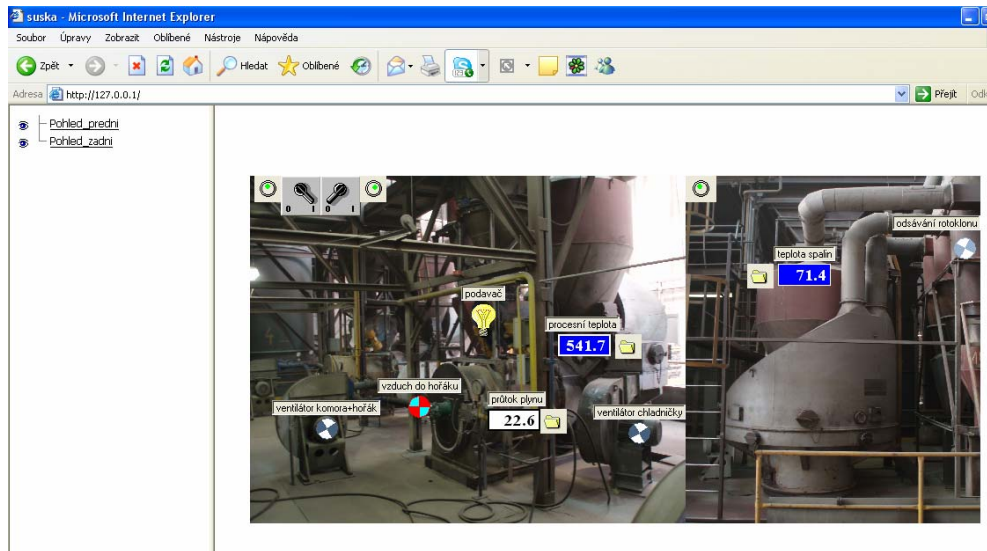 suska - Microsoft Internet Explorer
Soubor Úpravy Zobrazit Oblíbené Nástroje Nápověda
Zpět Hledat Oblíbené
Adresa http://127.0.0.1/ Přejít
Pohled_predni
Pohled_zadni
0 I 0 I
odsávání rotoklonu
teplota spalin
71.4
podavač
procesní teplota
541.7
vzduch do hořáku
průtok plynu
ventilátor komora+hořák
22.6
ventilátor chladničky